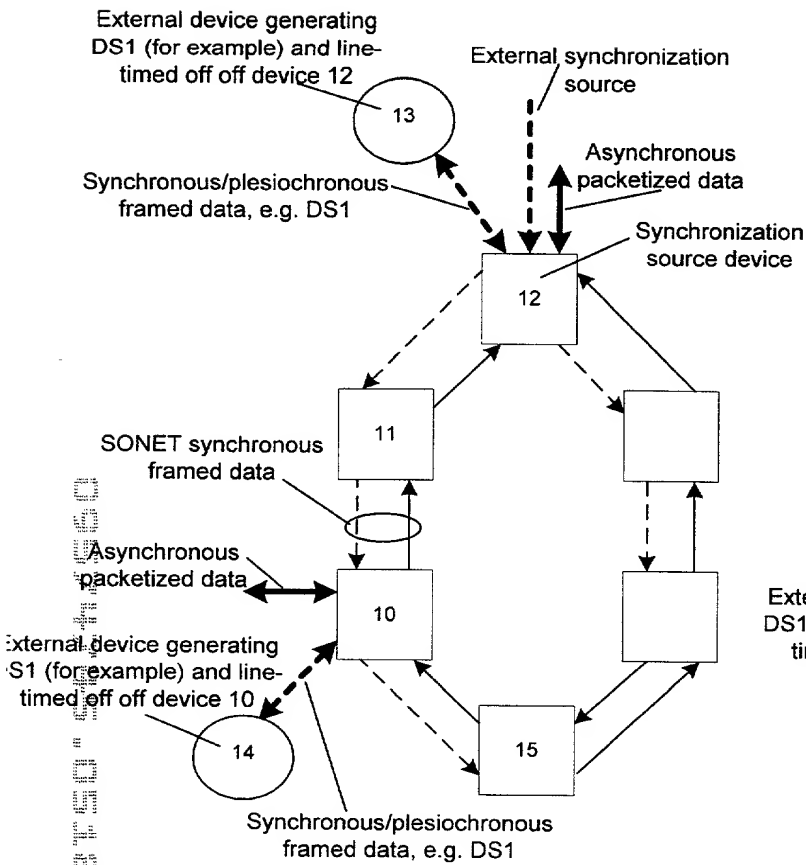 External device generating
DS1 (for example) and line-
timed off off device 12
External synchronization
source
13
Asynchronous
packetized data
Synchronous/plesiochronous
framed data, e.g. DS1
Synchronization
source device
12
11
SONET synchronous
framed data
Asynchronous
packetized data
10
External device generating
DS1 (for example) and line-
timed off off device 10
14
15
Synchronous/plesiochronous
framed data, e.g. DS1
Exte
DS1
tin